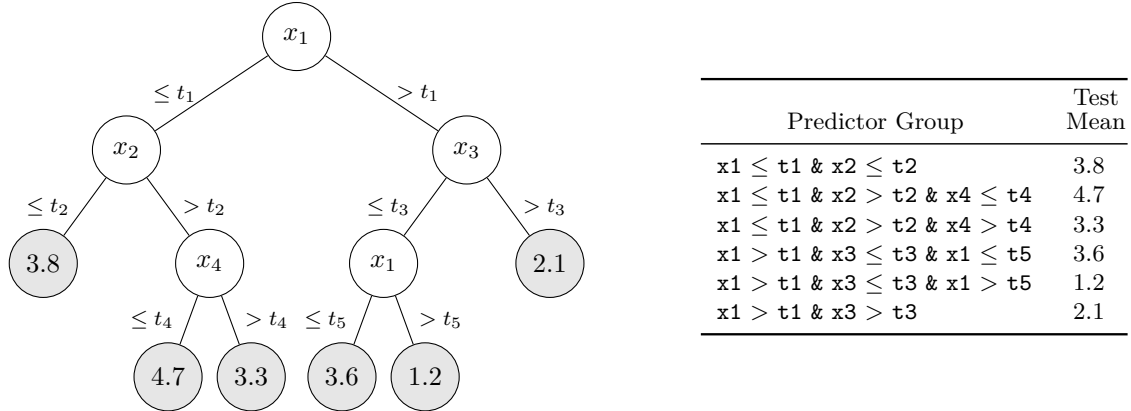 x₁
≤ t₁
> t₁
x₂
x₃
≤ t₂
> t₂
≤ t₃
> t₃
3.8
x₄
x₁
2.1
≤ t₄
> t₄
≤ t₅
> t₅
4.7
3.3
3.6
1.2
Test
Predictor Group Mean
x1 ≤ t1 & x2 ≤ t2 3.8
x1 ≤ t1 & x2 > t2 & x4 ≤ t4 4.7
x1 ≤ t1 & x2 > t2 & x4 > t4 3.3
x1 > t1 & x3 ≤ t3 & x1 ≤ t5 3.6
x1 > t1 & x3 ≤ t3 & x1 > t5 1.2
x1 > t1 & x3 > t3 2.1